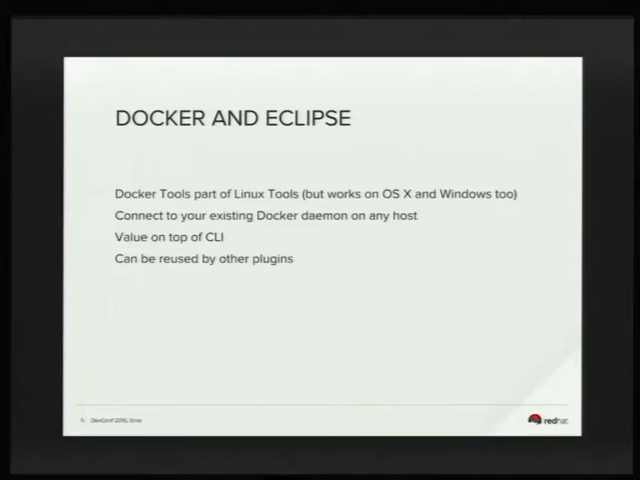 DOCKER AND ECLIPSE
Docker Tools part of Linux Tools (but works on OS X and Windows too)
Connect to your existing Docker daemon on any host
Value on top of CLI
Can be reused by other plugins
DevConf 2016, Brno
redhat